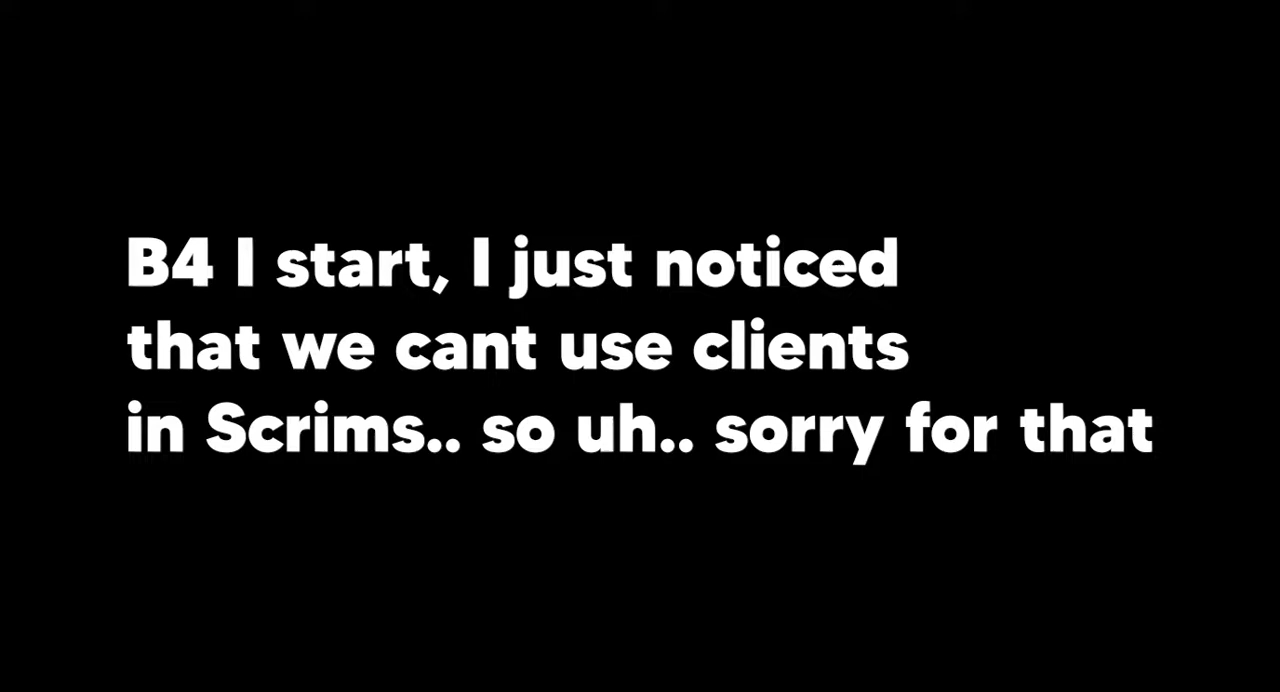 B4 I start, I just noticed
that we cant use clients
in Scrims.. so uh.. sorry for that